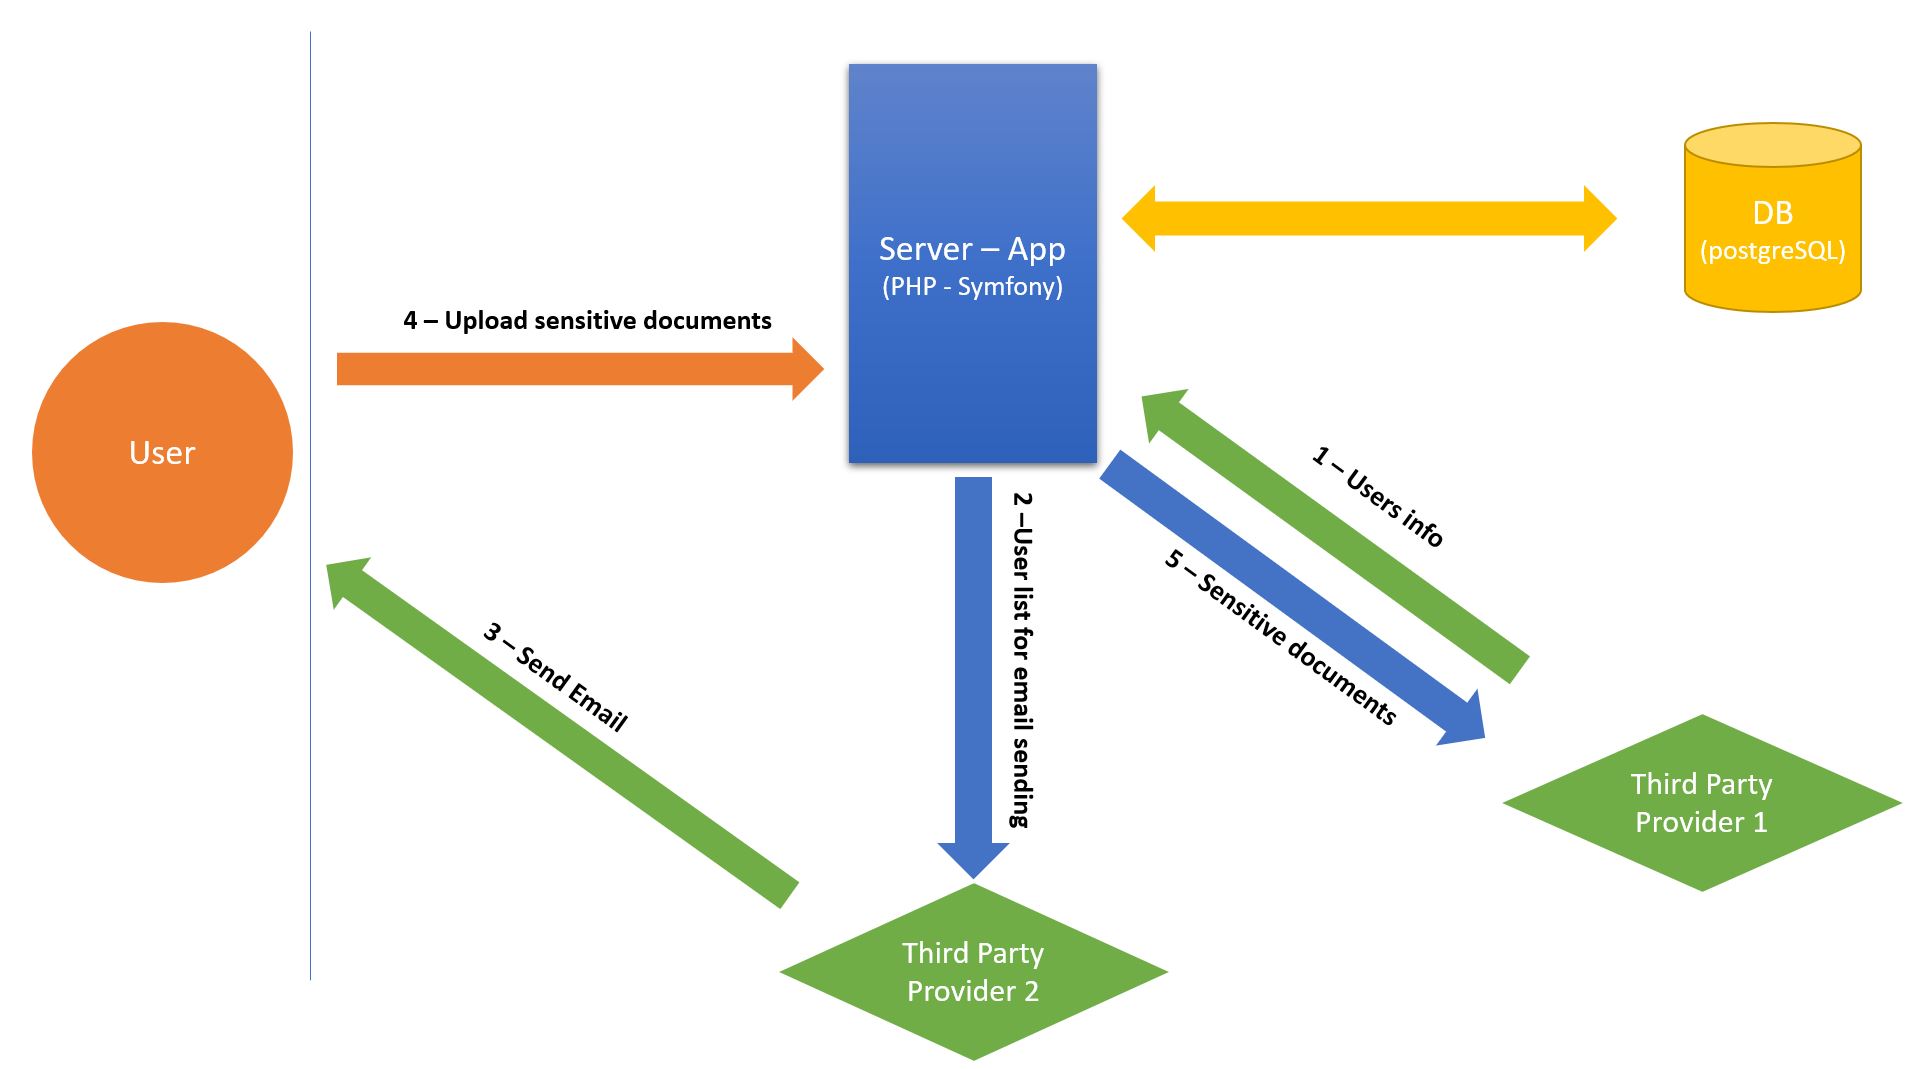 Server – App
(PHP - Symfony)
DB
(postgreSQL)
4 – Upload sensitive documents
User
1 – Users info
5 – Sensitive documents
2 –User list for email sending
3 – Send Email
Third Party
Provider 1
Third Party
Provider 2